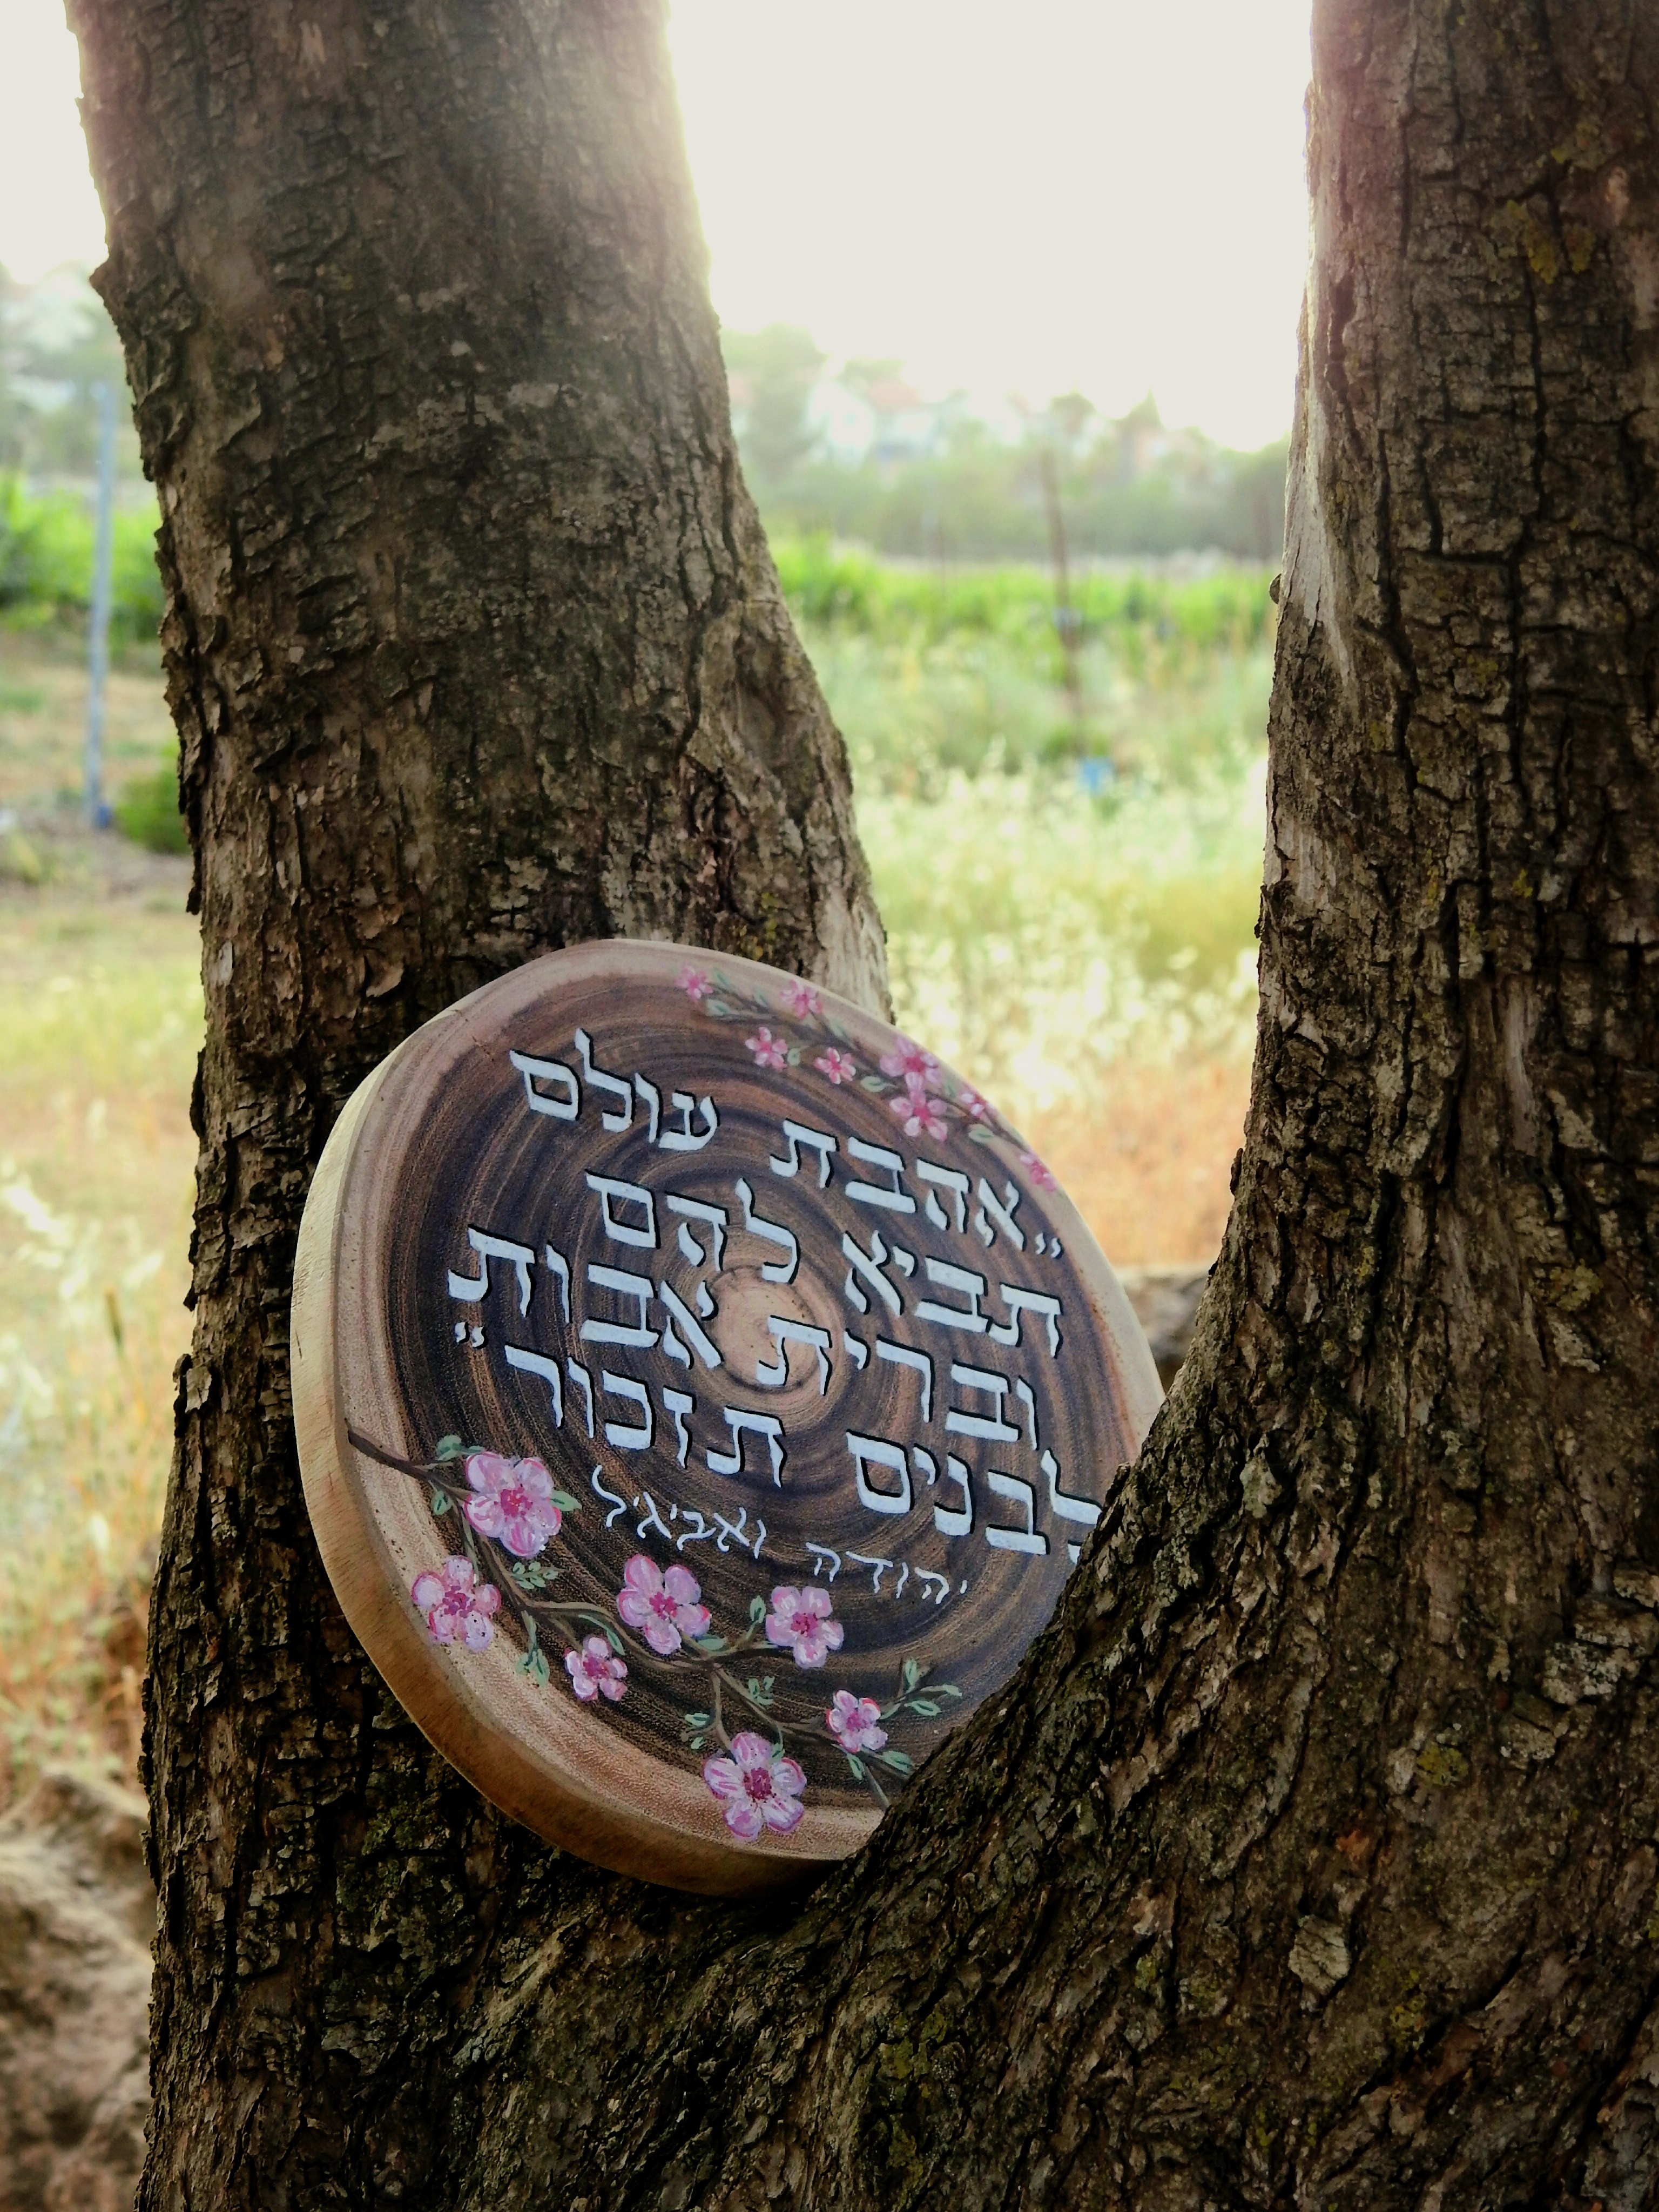 "אהבת עולם
תביא להם
וברית אבות
לבנים תזכור"
יהודה ואביגיל